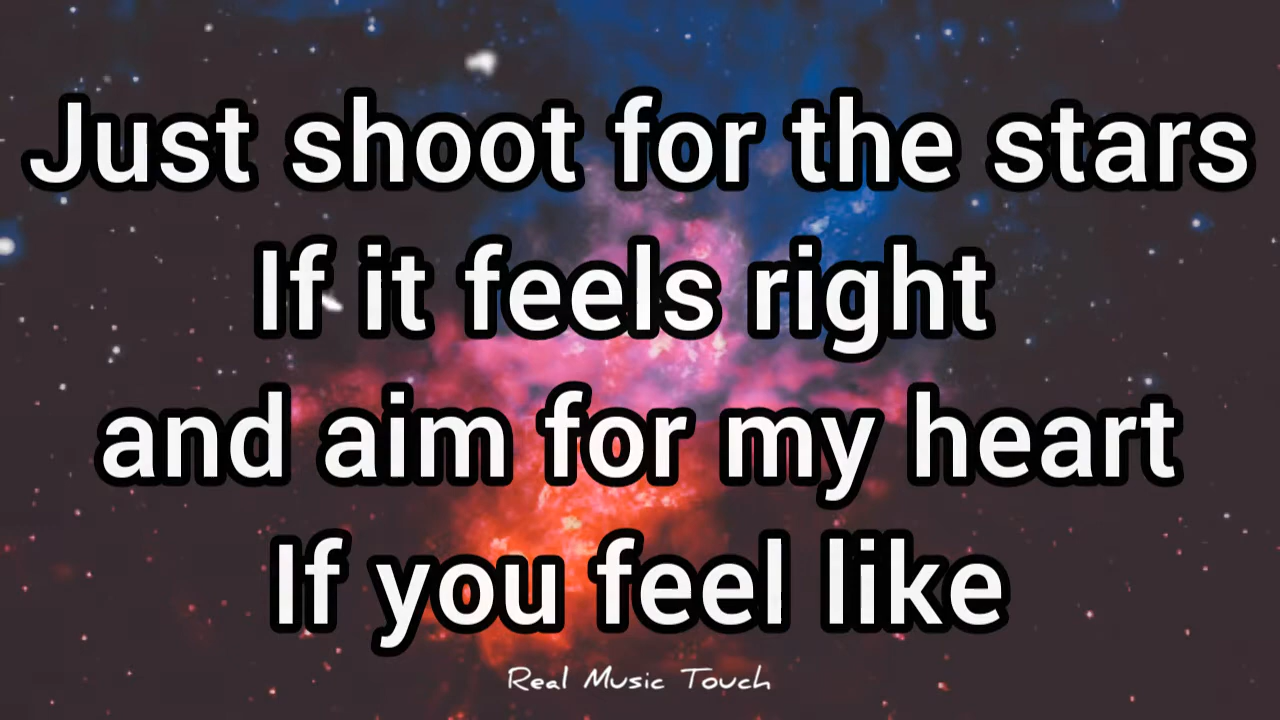 Just shoot for the stars
If it feels right
and aim for my heart
If you feel like
Real Music Touch